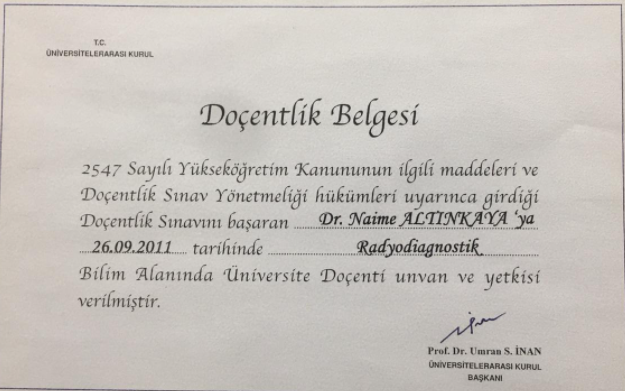 T.C.
ÜNİVERSİTELERARASI KURUL
Doçentlik Belgesi
2547 Sayılı Yükseköğretim Kanununun ilgili maddeleri ve
Doçentlik Sınav Yönetmeliği hükümleri uyarınca girdiği
Doçentlik Sınavını başaran Dr. Naime ALTINKAYA 'ya
26.09.2011 tarihinde Radyodiagnostik
Bilim Alanında Üniversite Doçenti unvan ve yetkisi
verilmiştir.
Prof. Dr. Umran S. İNAN
ÜNİVERSİTELERARASI KURUL
BAŞKANI